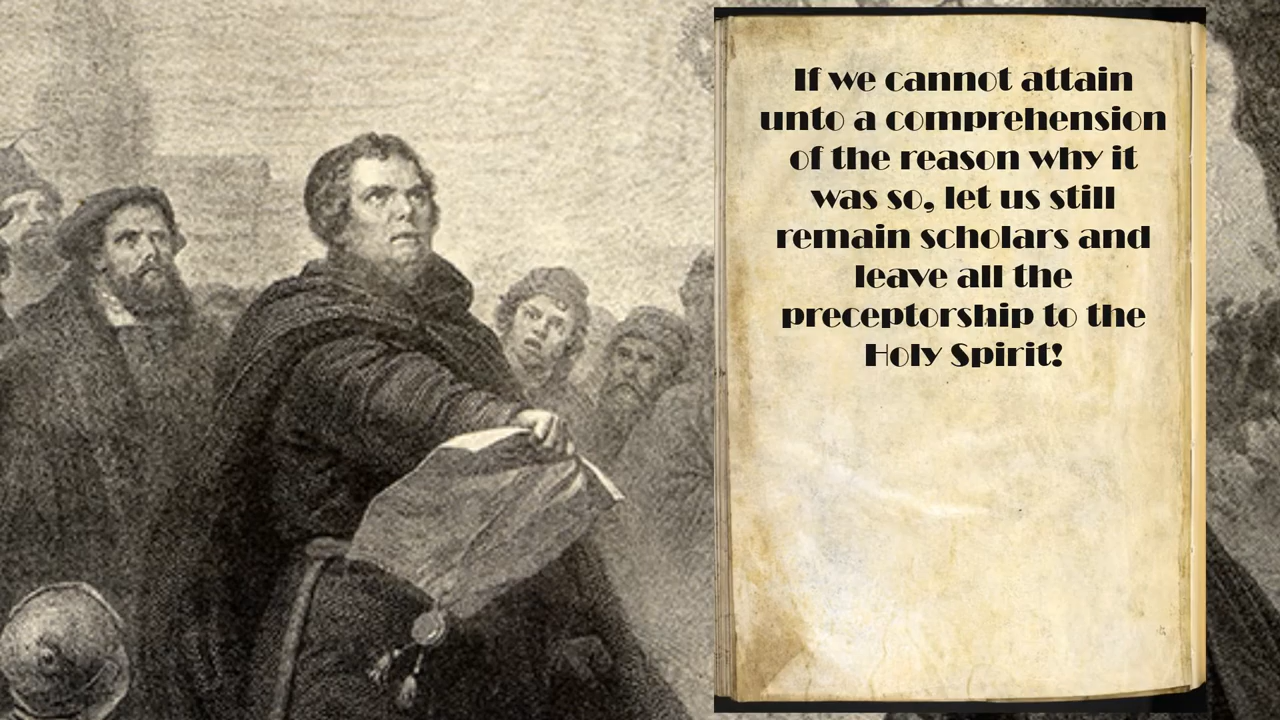 If we cannot attain
unto a comprehension
of the reason why it
was so, let us still
remain scholars and
leave all the
preceptorship to the
Holy Spirit!